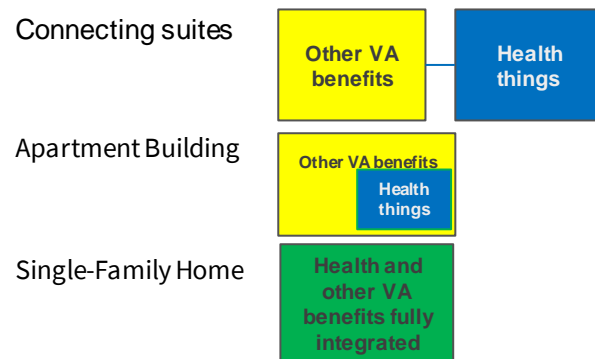 Connecting suites
Other VA
benefits
Health
things
Apartment Building
Other VA benefits
Health
things
Single-Family Home
Health and
other VA
benefits fully
integrated